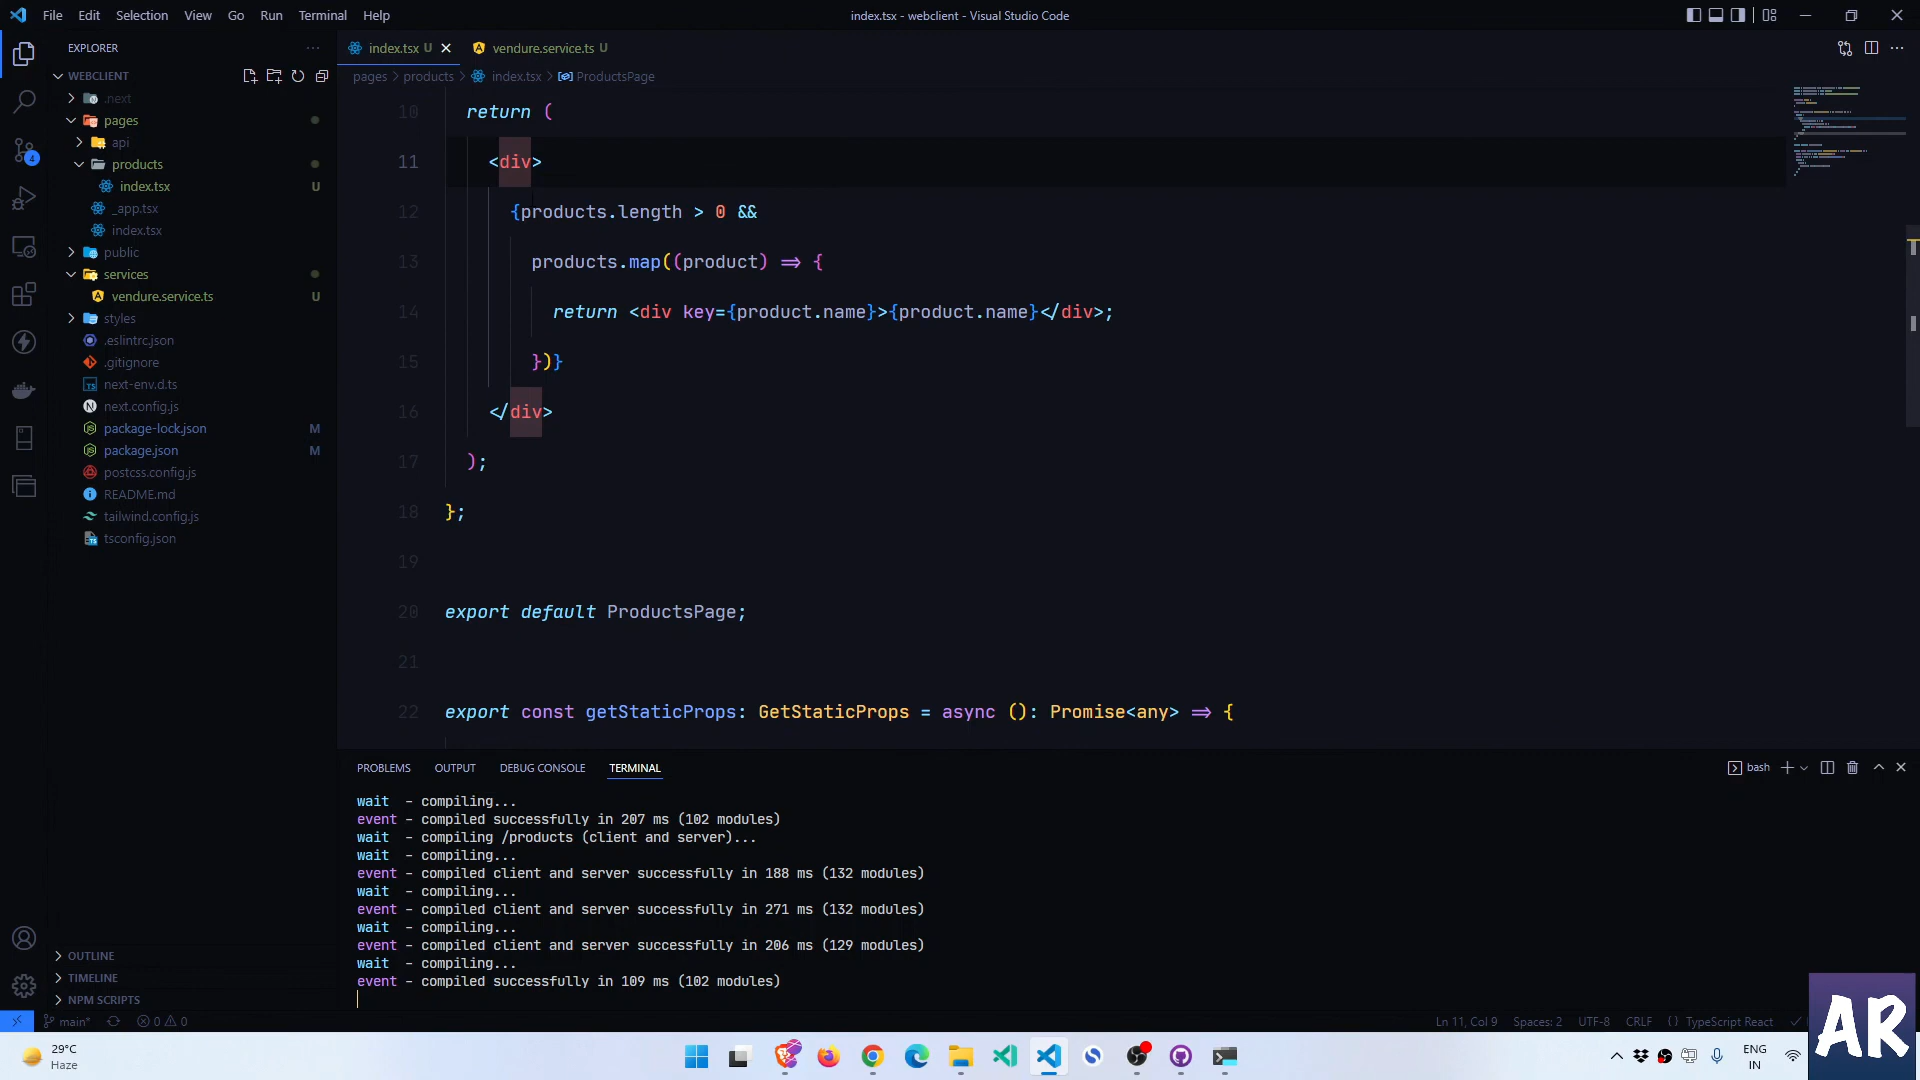 File Edit Selection View Go Run Terminal Help
index.tsx - webclient - Visual Studio Code
EXPLORER
WEBCLIENT
.next
pages
api
products
index.tsx U
_app.tsx
index.tsx
public
services
vendure.service.ts U
styles
.eslintrc.json
.gitignore
next-env.d.ts
next.config.js
package-lock.json M
package.json M
postcss.config.js
README.md
tailwind.config.js
tsconfig.json
OUTLINE
TIMELINE
NPM SCRIPTS
4
index.tsx U
vendure.service.ts U
pages > products > index.tsx > ProductsPage
10 return (
11 <div>
12 {products.length > 0 &&
13 products.map((product) => {
14 return <div key={product.name}>{product.name}</div>;
15 })}
16 </div>
17 );
18 };
19
20 export default ProductsPage;
21
22 export const getStaticProps: GetStaticProps = async (): Promise<any> => {
PROBLEMS OUTPUT DEBUG CONSOLE TERMINAL
bash
wait - compiling...
event - compiled successfully in 207 ms (102 modules)
wait - compiling /products (client and server)...
wait - compiling...
event - compiled client and server successfully in 188 ms (132 modules)
wait - compiling...
event - compiled client and server successfully in 271 ms (132 modules)
wait - compiling...
event - compiled client and server successfully in 206 ms (129 modules)
wait - compiling...
event - compiled successfully in 109 ms (102 modules)
main* 0 0
Ln 11, Col 9 Spaces: 2 UTF-8 CRLF { } TypeScript React
AR
29°C
Haze
ENG
IN